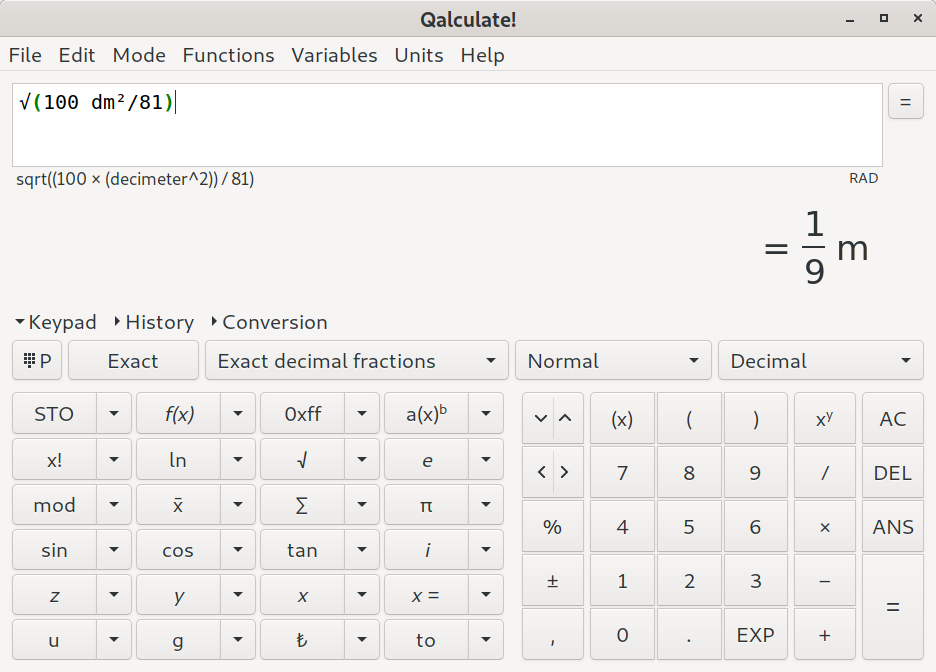 Qalculate!
File Edit Mode Functions Variables Units Help
√(100 dm²/81)
=
sqrt((100 × (decimeter^2)) / 81)
RAD
= 1/9 m
Keypad History Conversion
P Exact Exact decimal fractions Normal Decimal
STO f(x) 0xff a(x)ᵇ (x) ( ) xʸ AC
x! ln √ e < > 7 8 9 / DEL
mod x̄ Σ π % 4 5 6 × ANS
sin cos tan i ± 1 2 3 − =
z y x x = , 0 . EXP +
u g ₺ to